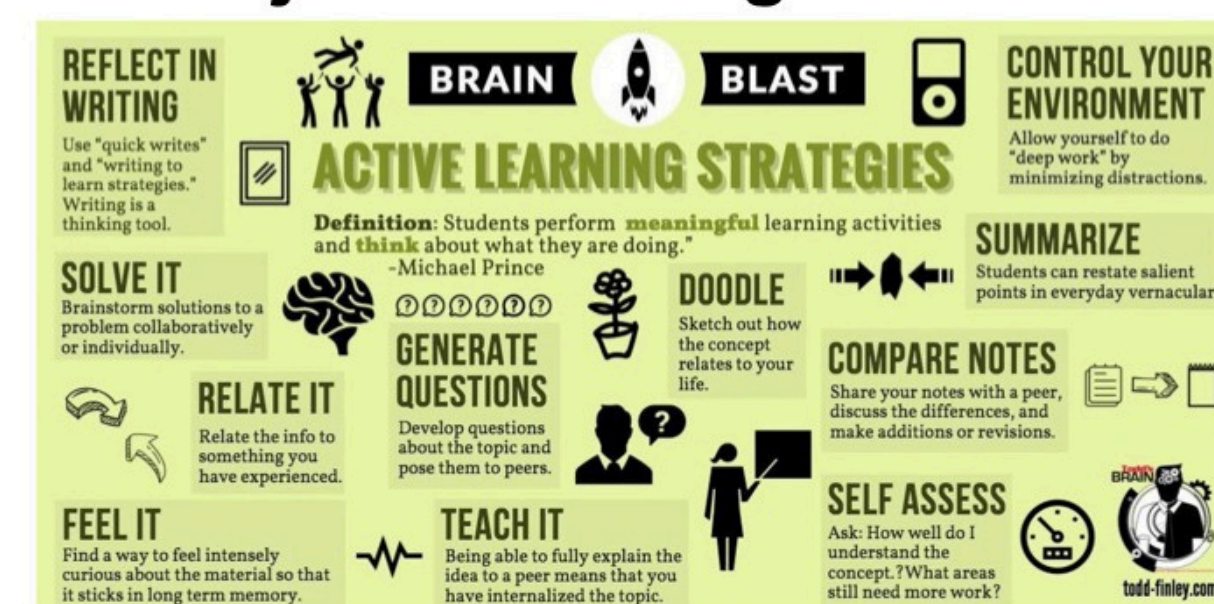 REFLECT IN
WRITING
Use "quick writes"
and "writing to
learn strategies."
Writing is a
thinking tool.
BRAIN BLAST
ACTIVE LEARNING STRATEGIES
Definition: Students perform meaningful learning activities
and think about what they are doing."
-Michael Prince
CONTROL YOUR
ENVIRONMENT
Allow yourself to do
"deep work" by
minimizing distractions.
SOLVE IT
Brainstorm solutions to a
problem collaboratively
or individually.
GENERATE
QUESTIONS
Develop questions
about the topic and
pose them to peers.
DOODLE
Sketch out how
the concept
relates to your
life.
SUMMARIZE
Students can restate salient
points in everyday vernacular
RELATE IT
Relate the info to
something you
have experienced.
COMPARE NOTES
Share your notes with a peer,
discuss the differences, and
make additions or revisions.
FEEL IT
Find a way to feel intensely
curious about the material so that
it sticks in long term memory.
TEACH IT
Being able to fully explain the
idea to a peer means that you
have internalized the topic.
SELF ASSESS
Ask: How well do I
understand the
concept.?What areas
still need more work?
Todd's
BRAIN
todd-finley.com